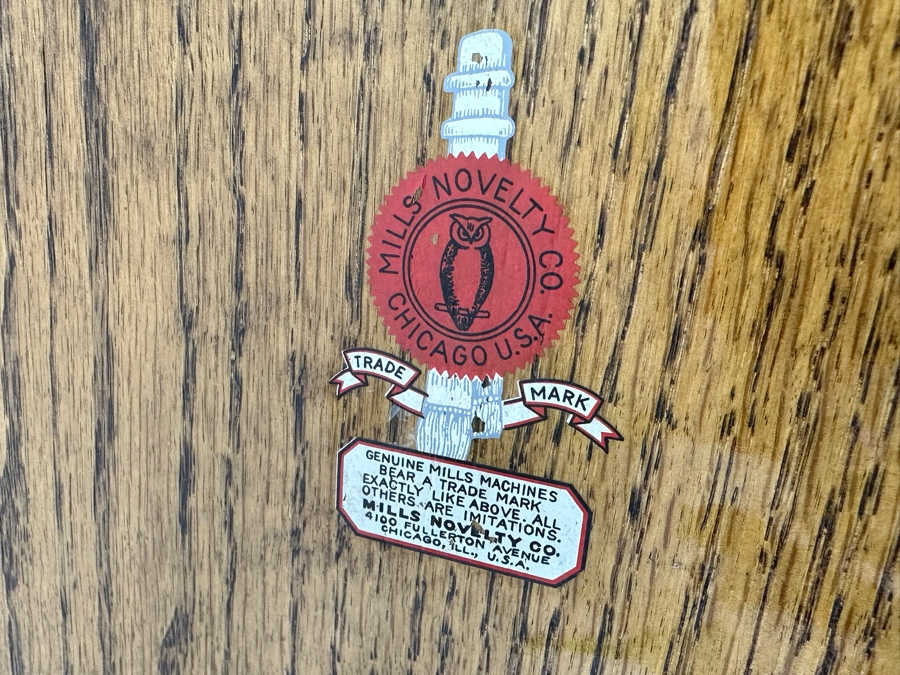 MILLS NOVELTY CO.
CHICAGO U.S.A.
TRADE MARK
GENUINE MILLS MACHINES
BEAR A TRADE MARK
EXACTLY LIKE ABOVE. ALL
OTHERS ARE IMITATIONS.
MILLS NOVELTY CO.
4100 FULLERTON AVENUE
CHICAGO, ILL., U.S.A.